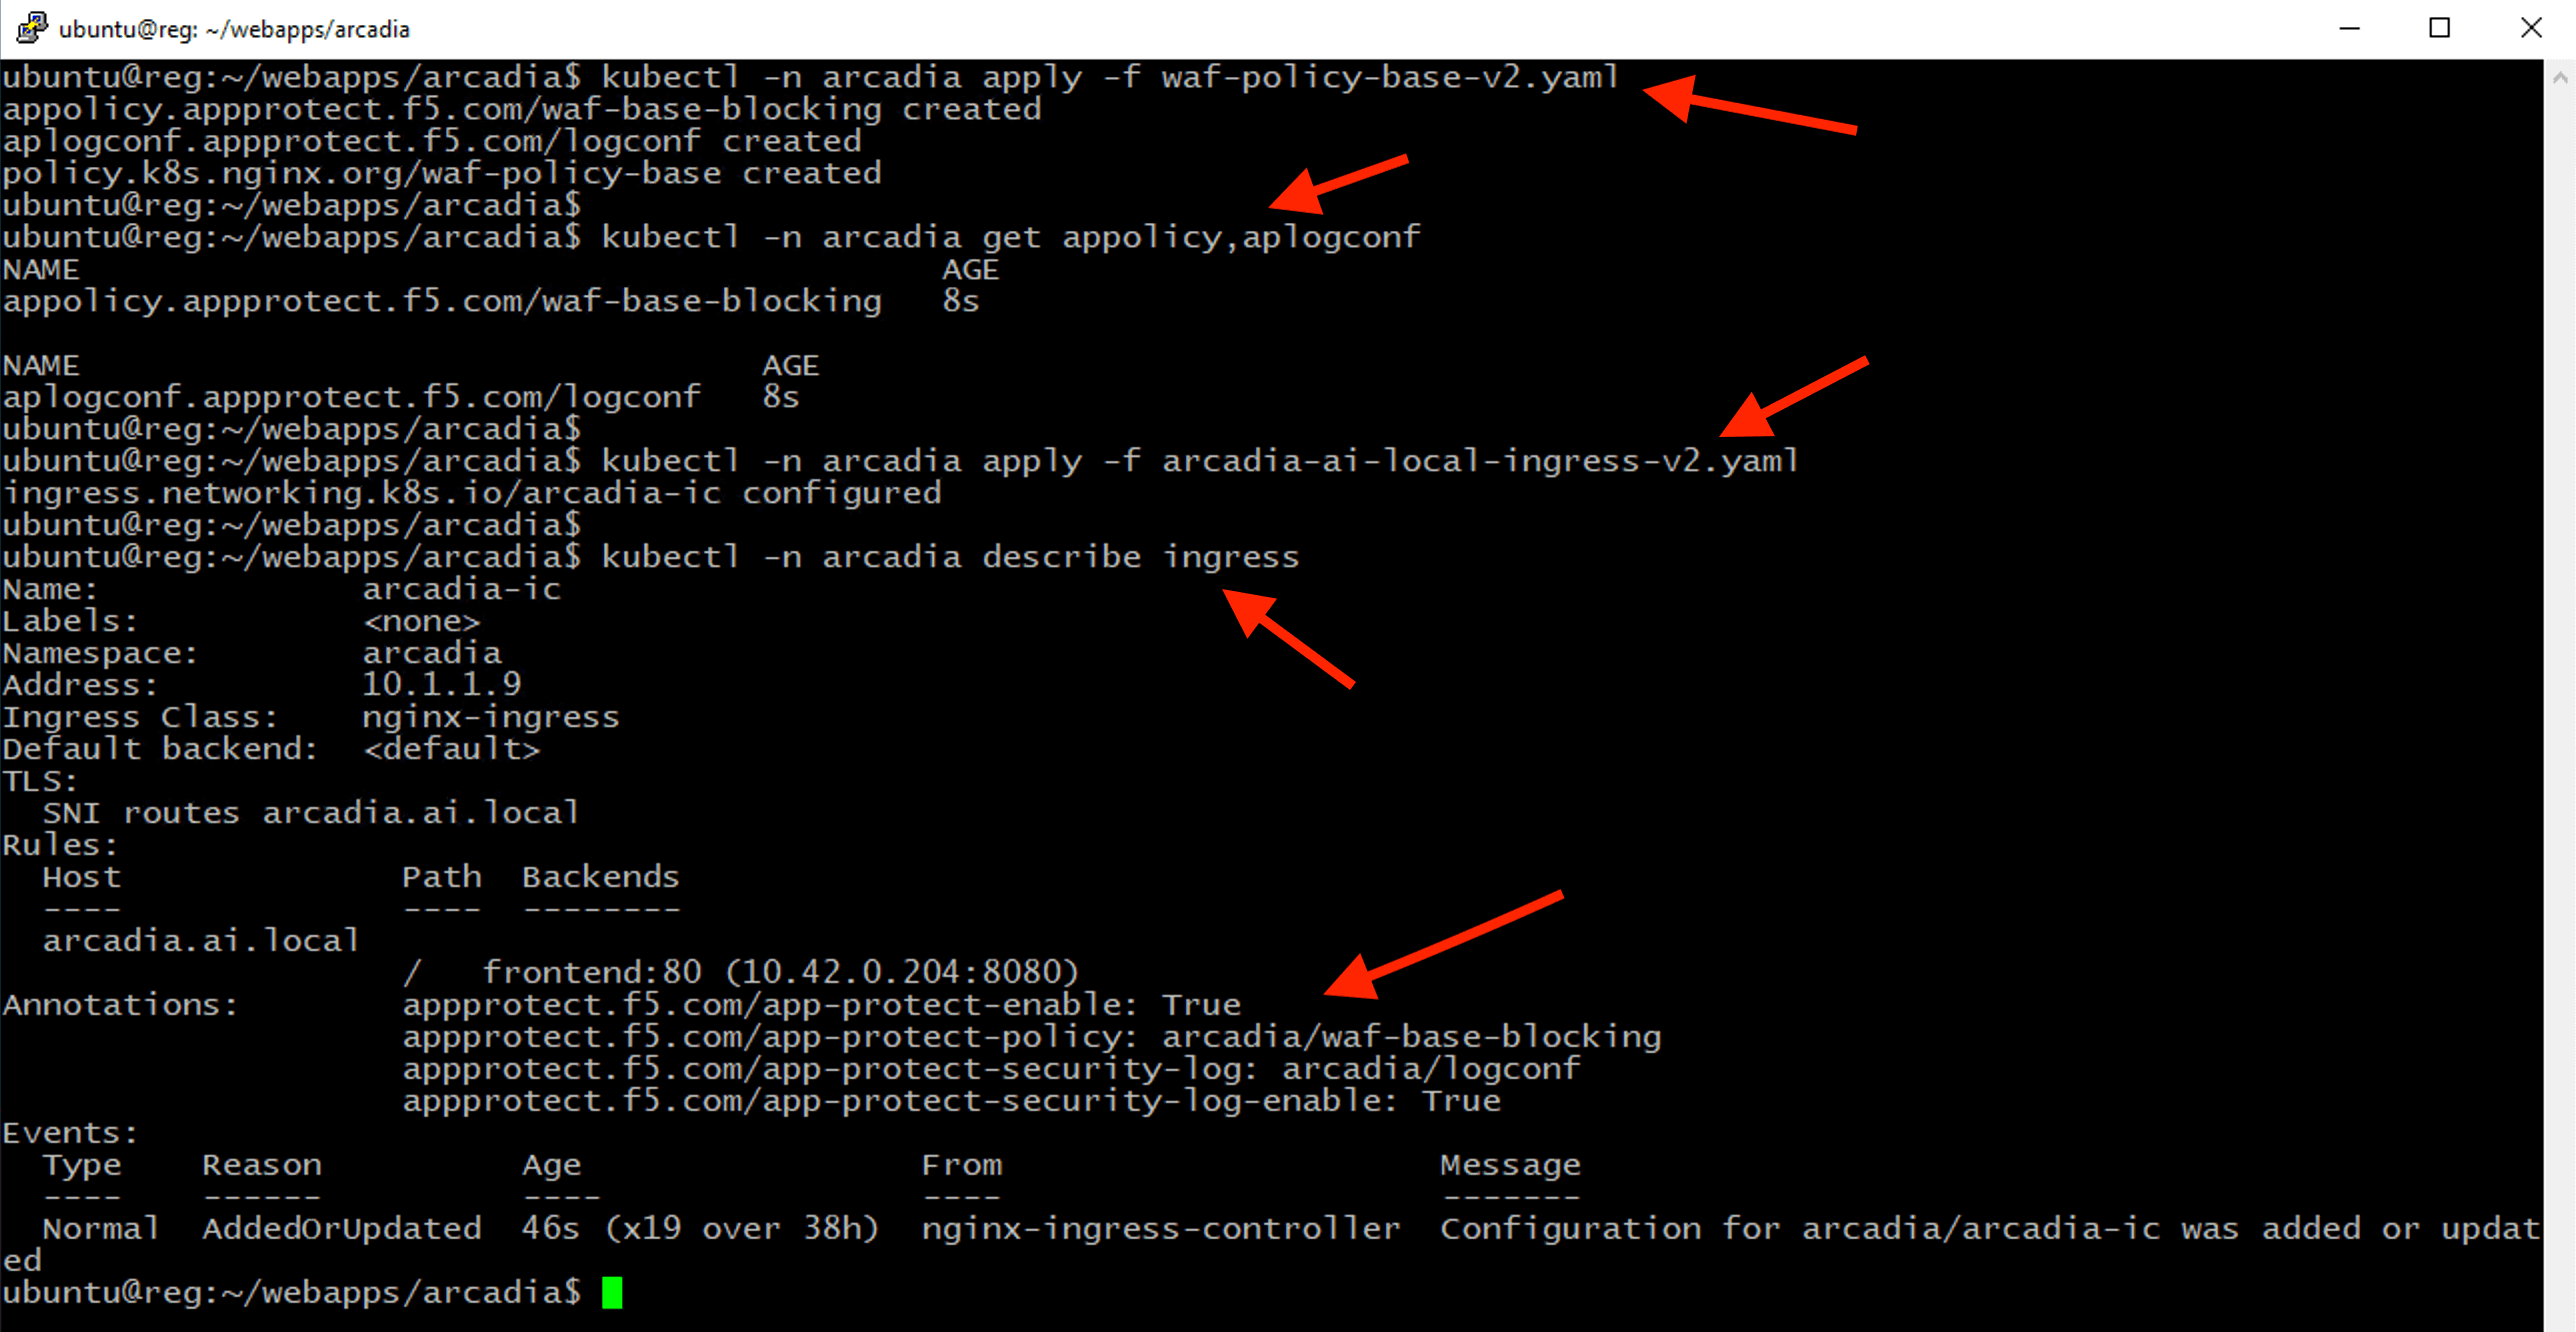 ubuntu@reg: ~/webapps/arcadia
ubuntu@reg:~/webapps/arcadia$ kubectl -n arcadia apply -f waf-policy-base-v2.yaml
appolicy.appprotect.f5.com/waf-base-blocking created
aplogconf.appprotect.f5.com/logconf created
policy.k8s.nginx.org/waf-policy-base created
ubuntu@reg:~/webapps/arcadia$
ubuntu@reg:~/webapps/arcadia$ kubectl -n arcadia get appolicy,aplogconf
NAME                                           AGE
appolicy.appprotect.f5.com/waf-base-blocking   8s
NAME                                  AGE
aplogconf.appprotect.f5.com/logconf   8s
ubuntu@reg:~/webapps/arcadia$
ubuntu@reg:~/webapps/arcadia$ kubectl -n arcadia apply -f arcadia-ai-local-ingress-v2.yaml
ingress.networking.k8s.io/arcadia-ic configured
ubuntu@reg:~/webapps/arcadia$
ubuntu@reg:~/webapps/arcadia$ kubectl -n arcadia describe ingress
Name:             arcadia-ic
Labels:           <none>
Namespace:        arcadia
Address:          10.1.1.9
Ingress Class:    nginx-ingress
Default backend:  <default>
TLS:
  SNI routes arcadia.ai.local
Rules:
  Host              Path  Backends
  ----              ----  --------
  arcadia.ai.local
                    /   frontend:80 (10.42.0.204:8080)
Annotations:        appprotect.f5.com/app-protect-enable: True
                    appprotect.f5.com/app-protect-policy: arcadia/waf-base-blocking
                    appprotect.f5.com/app-protect-security-log: arcadia/logconf
                    appprotect.f5.com/app-protect-security-log-enable: True
Events:
  Type    Reason          Age                 From                      Message
  ----    ------          ----                ----                      -------
  Normal  AddedOrUpdated  46s (x19 over 38h)  nginx-ingress-controller  Configuration for arcadia/arcadia-ic was added or updat
ed
ubuntu@reg:~/webapps/arcadia$